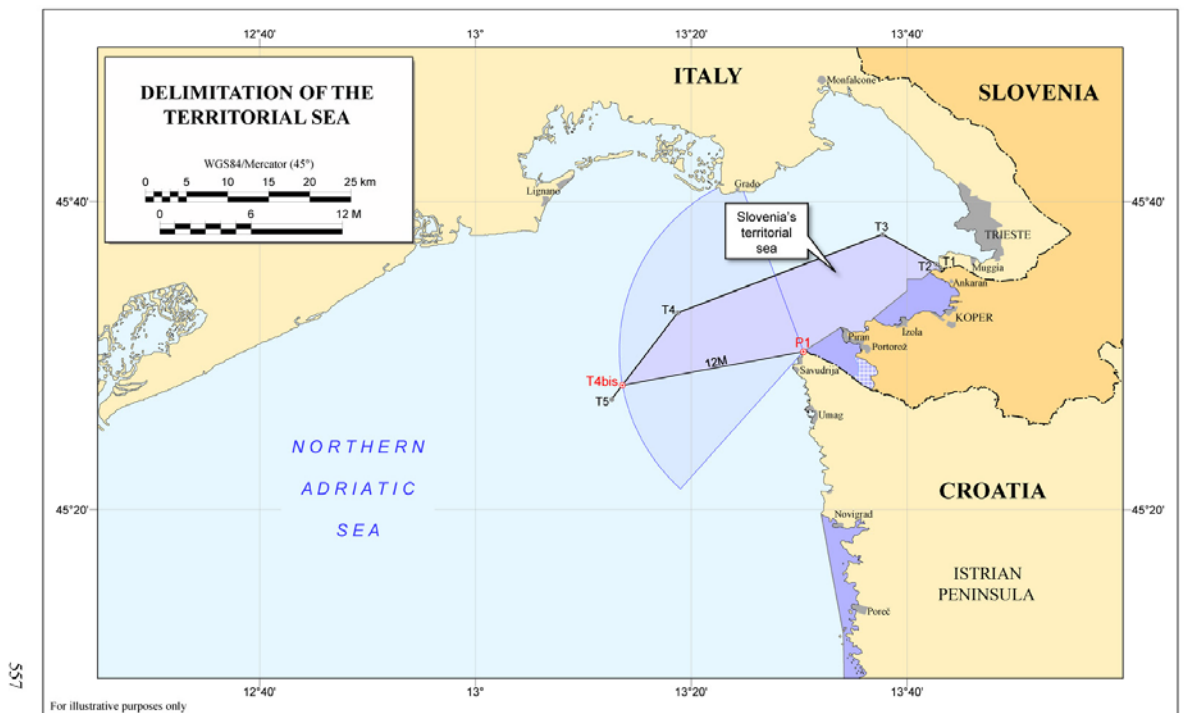 12°40'
13°
13°20'
13°40'
DELIMITATION OF THE
TERRITORIAL SEA
WGS84/Mercator (45°)
0 5 10 15 20 25 km
0 6 12 M
ITALY
Monfalcone
SLOVENIA
45°40'
45°40'
Lignano
Grado
Slovenia's
territorial
sea
T3
TRIESTE
T2
T1
Muggia
Ankaran
T4
KOPER
Izola
P1
Piran
Portorož
12M
Savudrija
T4bis
T5
Umag
NORTHERN
ADRIATIC
SEA
CROATIA
45°20'
45°20'
Novigrad
ISTRIAN
PENINSULA
Poreč
557
12°40'
13°
13°20'
13°40'
For illustrative purposes only